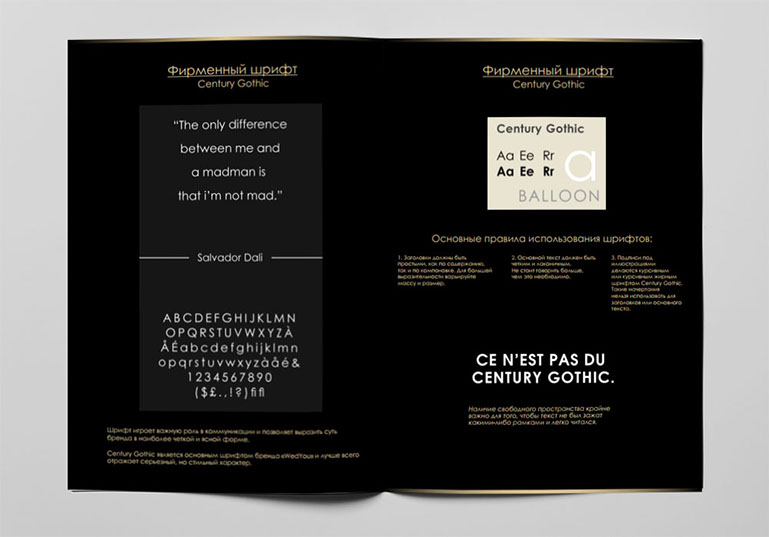 Фирменный шрифт
Century Gothic
“The only difference
between me and
a madman is
that i’m not mad.”
Salvador Dali
ABCDEFGHIJKLMN
OPQRSTUVWXYZÀ
ÅÉabcdefghijklmn
opqrstuvwxyzàåé&
1234567890
($£.,!?)fifl
Шрифт играет важную роль в коммуникации и позволяет выразить суть
бренда в наиболее четкой и ясной форме.
Century Gothic является основным шрифтом бренда «WedYou» и лучше всего
отражает серьезный, но стильный характер.
Фирменный шрифт
Century Gothic
Century Gothic
Aa Ee Rr
Aa Ee Rr
a
BALLOON
Основные правила использования шрифтов:
1. Заголовки должны быть
простыми, как по содержанию,
так и по компановке. Для большей
выразительности варьируйте
массу и размер.
2. Основной текст должен быть
четким и лаконичным.
Не стоит говорить больше,
чем это необходимо.
3. Подписи под
иллюстрациями
делаются курсивным
или курсивным жирным
шрифтом Century Gothic.
Такие начертания
нельзя использовать для
заголовков или основного
текста.
CE N’EST PAS DU
CENTURY GOTHIC.
Наличие свободного пространства крайне
важно для того, чтобы текст не был зажат
какими-либо рамками и легко читался.